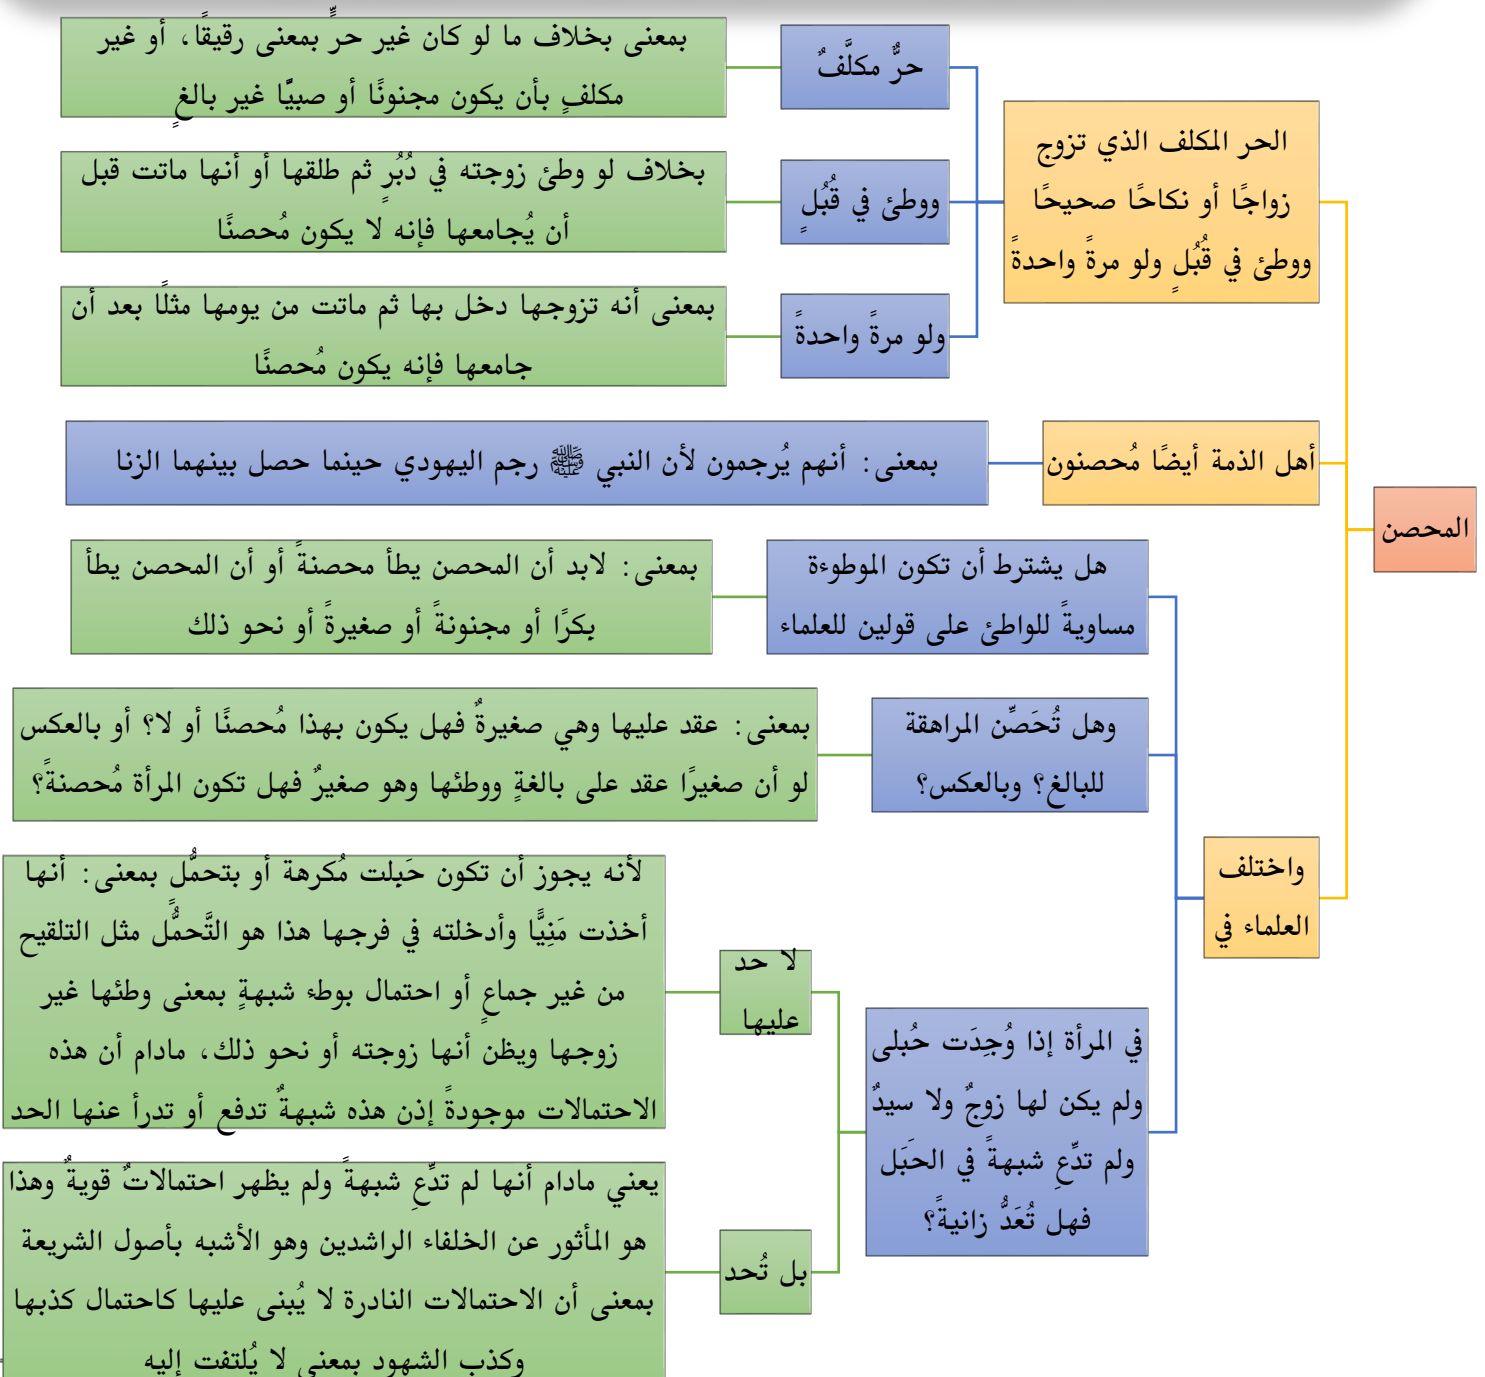 المحصن
الحر المكلف الذي تزوج
زواجًا أو نكاحًا صحيحًا
ووطئ في قُبُلٍ ولو مرةً واحدةً
حرٌّ مكلَّفٌ
بمعنى بخلاف ما لو كان غير حرٍّ بمعنى رقيقًا، أو غير
مكلفٍ بأن يكون مجنونًا أو صبيًّا غير بالغٍ
ووطئ في قُبُلٍ
بخلاف لو وطئ زوجته في دُبُرٍ ثم طلقها أو أنها ماتت قبل
أن يُجامعها فإنه لا يكون مُحصنًا
ولو مرةً واحدةً
بمعنى أنه تزوجها دخل بها ثم ماتت من يومها مثلًا بعد أن
جامعها فإنه يكون مُحصنًا
أهل الذمة أيضًا مُحصنون
بمعنى: أنهم يُرجمون لأن النبي ﷺ رجم اليهودي حينما حصل بينهما الزنا
واختلف
العلماء في
هل يشترط أن تكون الموطوءة
مساويةً للواطئ على قولين للعلماء
بمعنى: لابد أن المحصن يطأ محصنةً أو أن المحصن يطأ
بكرًا أو مجنونةً أو صغيرةً أو نحو ذلك
وهل تُحَصِّن المراهقة
للبالغ؟ وبالعكس؟
بمعنى: عقد عليها وهي صغيرةٌ فهل يكون بهذا مُحصنًا أو لا؟ أو بالعكس
لو أن صغيرًا عقد على بالغةٍ ووطئها وهو صغيرٌ فهل تكون المرأة مُحصنةً؟
في المرأة إذا وُجِدَت حُبلى
ولم يكن لها زوجٌ ولا سيدٌ
ولم تدِّعِ شبهةً في الحَبَل
فهل تُعَدُّ زانيةً؟
لا حد
عليها
لأنه يجوز أن تكون حَبلت مُكرهة أو بتحمُّلٍ بمعنى: أنها
أخذت مَنِيًّا وأدخلته في فرجها هذا هو التَّحمُّل مثل التلقيح
من غير جماعٍ أو احتمال بوطء شبهةٍ بمعنى وطئها غير
زوجها ويظن أنها زوجته أو نحو ذلك، مادام أن هذه
الاحتمالات موجودةً إذن هذه شبهةٌ تدفع أو تدرأ عنها الحد
بل تُحد
يعني مادام أنها لم تدِّعِ شبهةً ولم يظهر احتمالاتٌ قويةٌ وهذا
هو المأثور عن الخلفاء الراشدين وهو الأشبه بأصول الشريعة
بمعنى أن الاحتمالات النادرة لا يُبنى عليها كاحتمال كذبها
وكذب الشهود بمعنى لا يُلتفت إليه